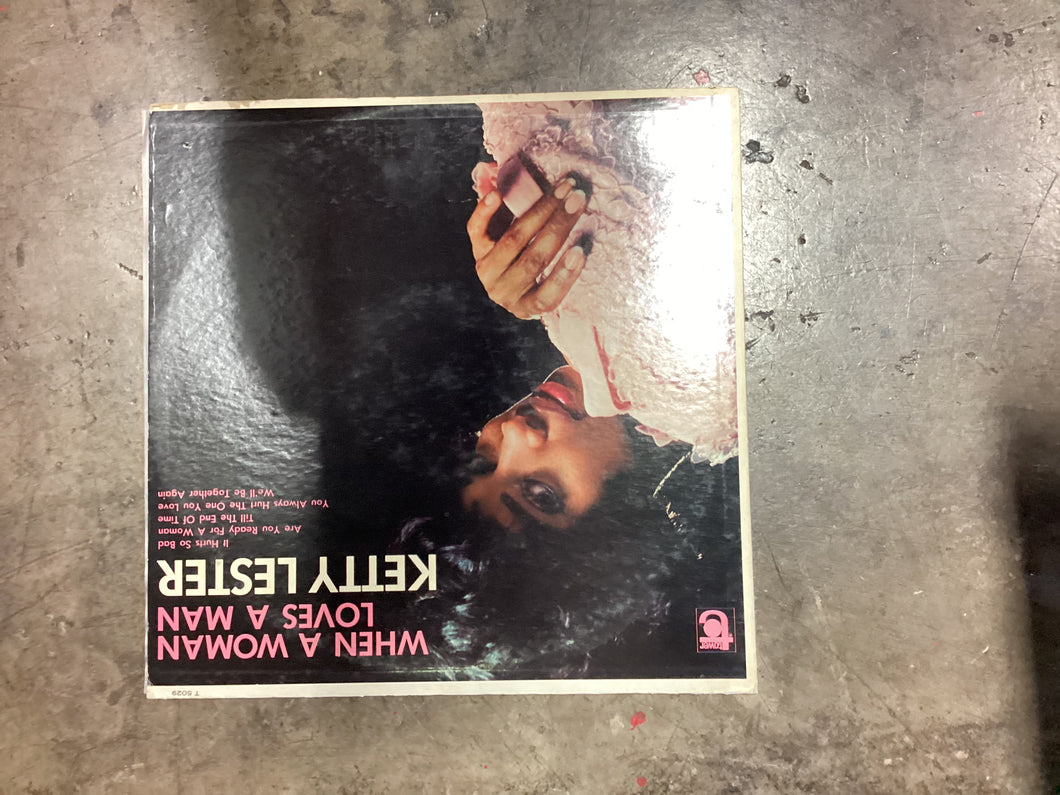 T 5029
WHEN A WOMAN
LOVES A MAN
KETTY LESTER
It Hurts So Bad
Are You Ready For A Woman
Till The End Of Time
You Always Hurt The One You Love
We'll Be Together Again
TOWER